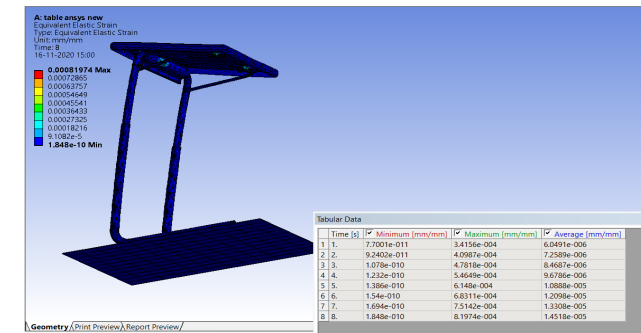 A: table ansys new
Equivalent Elastic Strain
Type: Equivalent Elastic Strain
Unit: mm/mm
Time: 8
16-11-2020 15:00
0.00081974 Max
0.00072865
0.00063757
0.00054649
0.00045541
0.00036433
0.00027325
0.00018216
9.1082e-5
1.848e-10 Min
Tabular Data
Time [s] Minimum [mm/mm] Maximum [mm/mm] Average [mm/mm]
1 1. 7.7001e-011 3.4156e-004 6.0491e-006
2 2. 9.2402e-011 4.0987e-004 7.2589e-006
3 3. 1.078e-010 4.7818e-004 8.4687e-006
4 4. 1.232e-010 5.4649e-004 9.6786e-006
5 5. 1.386e-010 6.148e-004 1.0888e-005
6 6. 1.54e-010 6.8311e-004 1.2098e-005
7 7. 1.694e-010 7.5142e-004 1.3308e-005
8 8. 1.848e-010 8.1974e-004 1.4518e-005
Geometry Print Preview Report Preview